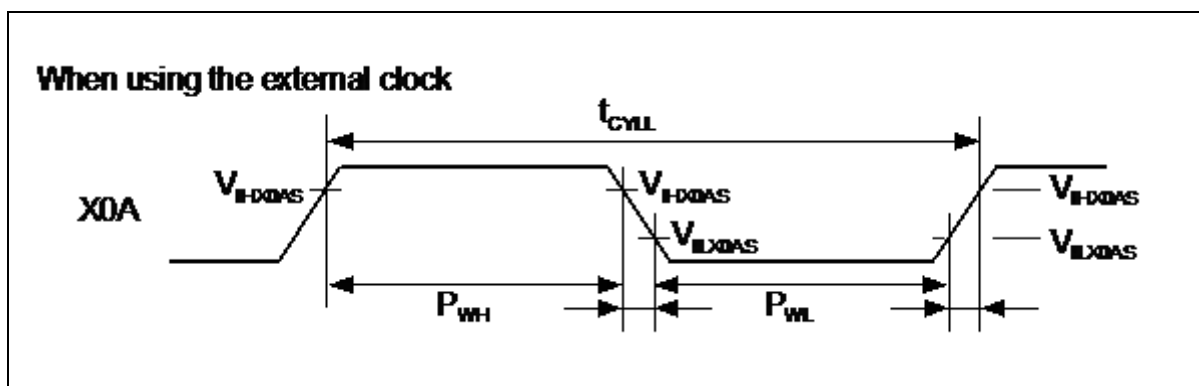 When using the external clock
tCYLL
VIHX0AS
VIHX0AS
VIHX0AS
X0A
VILX0AS
VILX0AS
PWH
PWL